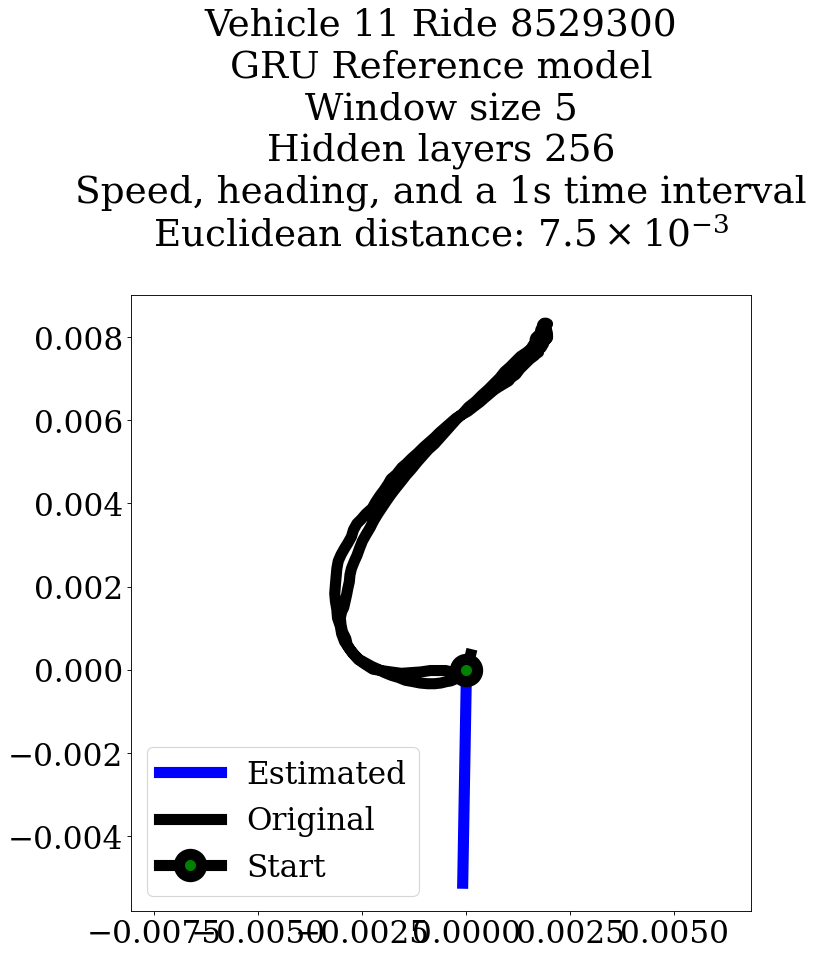 Vehicle 11 Ride 8529300
GRU Reference model
Window size 5
Hidden layers 256
Speed, heading, and a 1s time interval
Euclidean distance: 7.5 × 10⁻³
0.008
0.006
0.004
0.002
0.000
−0.002
−0.004
Estimated
Original
Start
−0.0075 −0.0050 −0.0025 0.0000 0.0025 0.0050